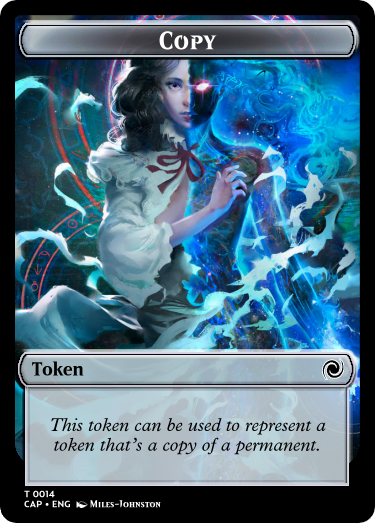 Copy
Token
This token can be used to represent a
token that's a copy of a permanent.
T 0014
CAP • ENG Miles-Johnston